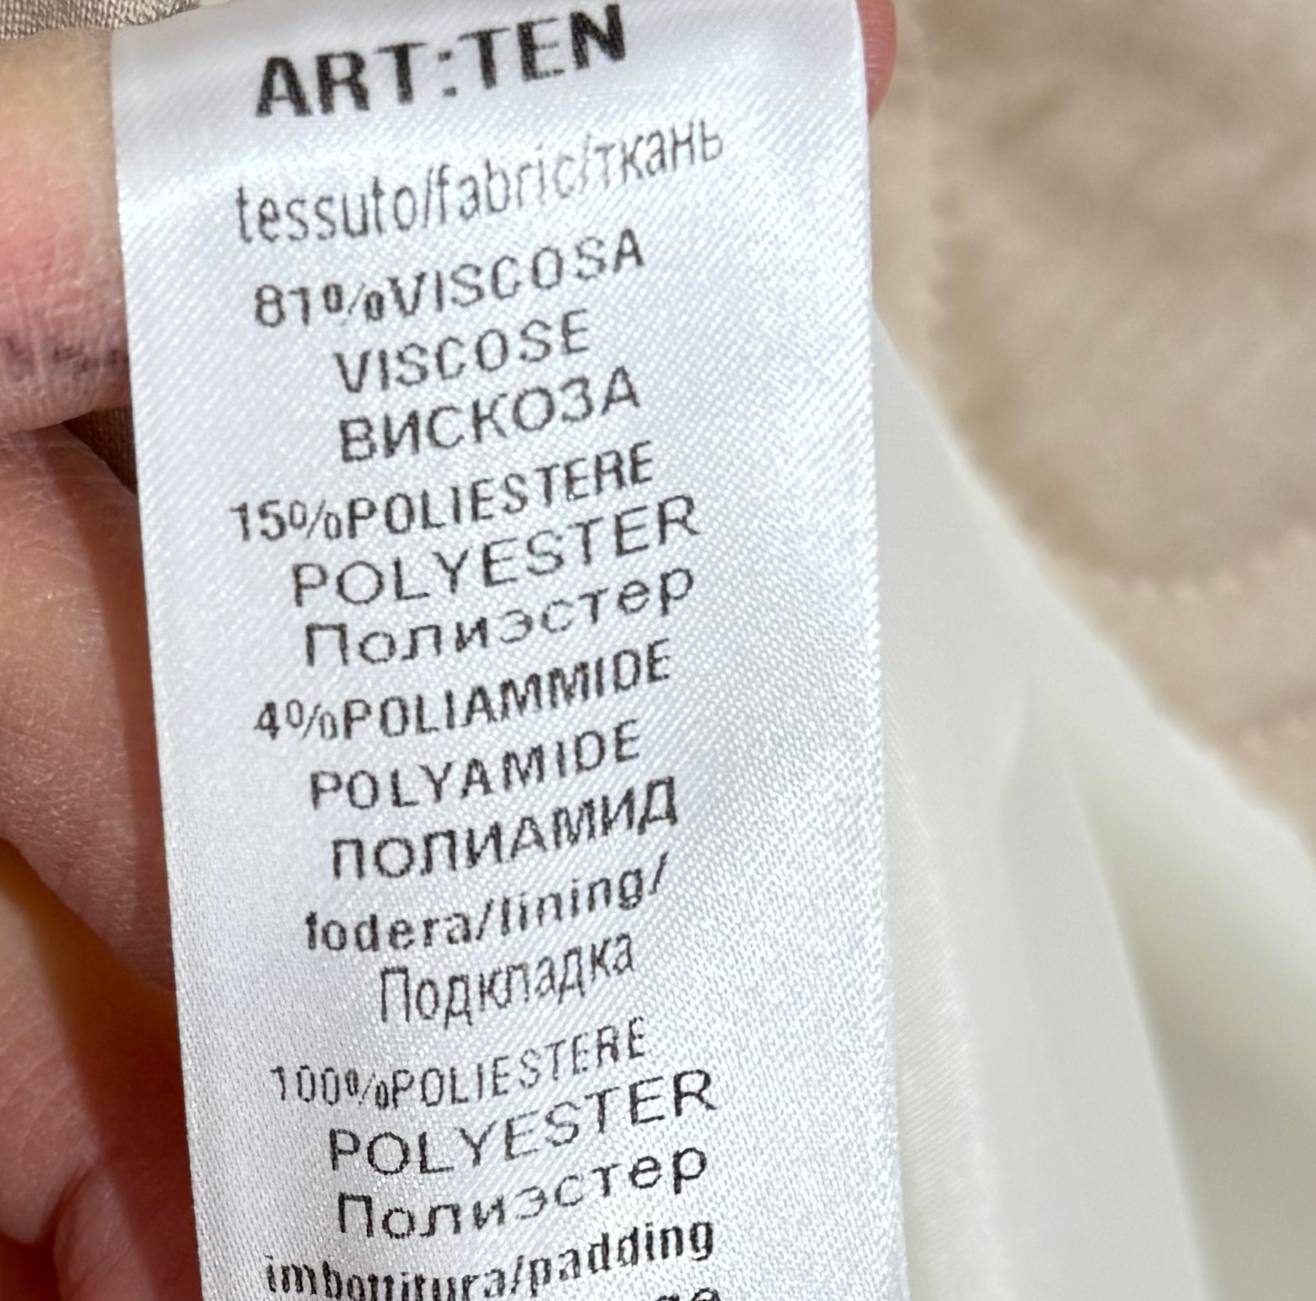 ART:TEN
tessuto/fabric/ткань
81%VISCOSA
VISCOSE
ВИСКОЗА
15%POLIESTERE
POLYESTER
Полиэстер
4%POLIAMMIDE
POLYAMIDE
ПОЛИАМИД
fodera/lining/
Подкладка
100%POLIESTERE
POLYESTER
Полиэстер
imbottitura/padding